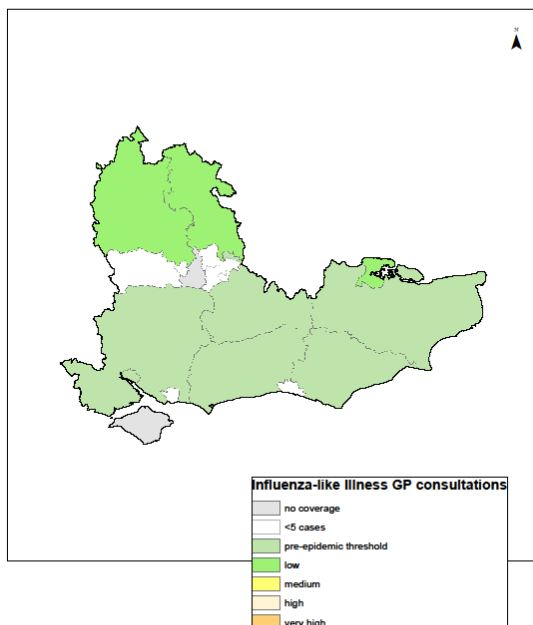 N
Influenza-like Illness GP consultations
no coverage
<5 cases
pre-epidemic threshold
low
medium
high
very high